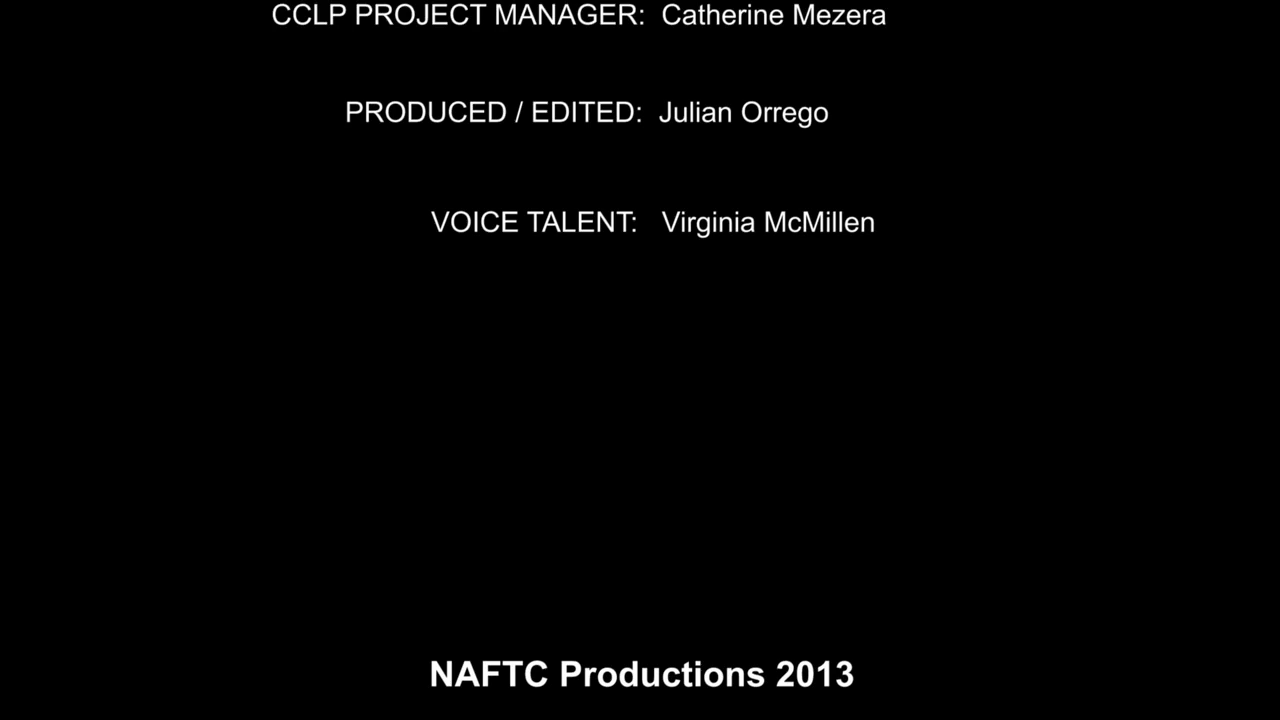 CCLP PROJECT MANAGER: Catherine Mezera
PRODUCED / EDITED: Julian Orrego
VOICE TALENT: Virginia McMillen
NAFTC Productions 2013